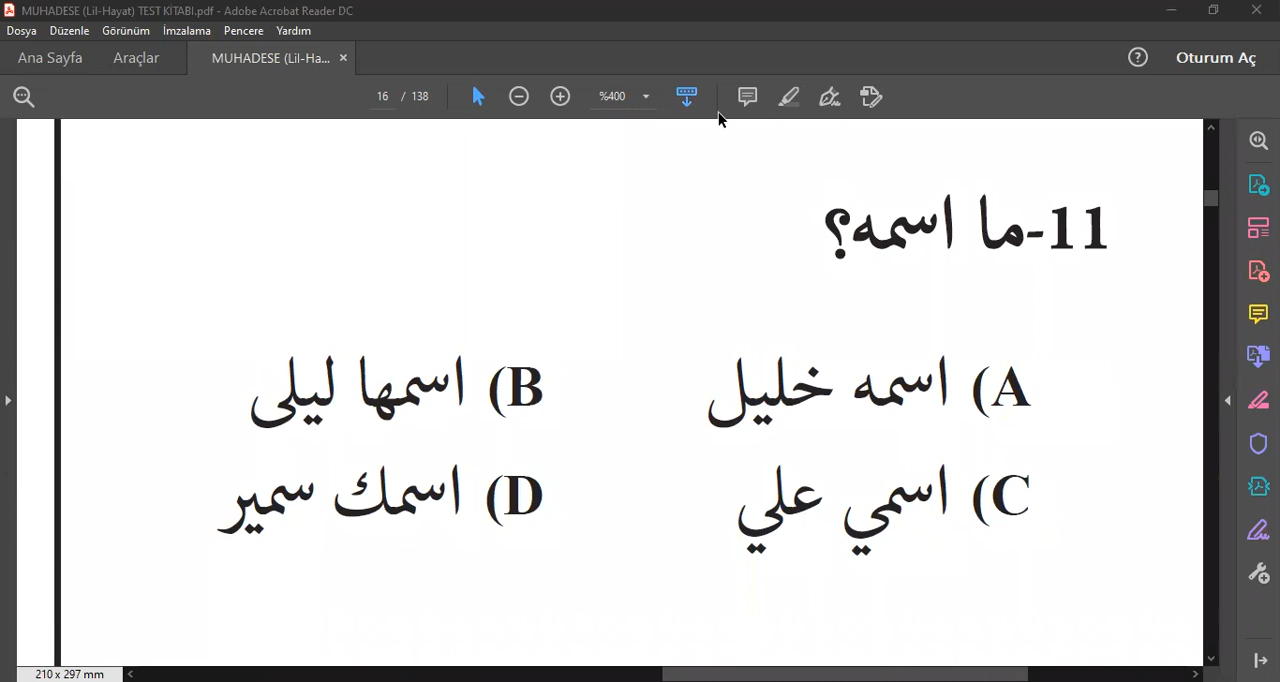 MUHADESE (Lil-Hayat) TEST KİTABI.pdf - Adobe Acrobat Reader DC
Dosya Düzenle Görünüm İmzalama Pencere Yardım
Ana Sayfa Araçlar MUHADESE (Lil-Ha... × ? Oturum Aç
16 / 138 %400
11-ما اسمه؟
A) اسمه خليل B) اسمها ليلى
C) اسمي علي D) اسمك سمير
210 x 297 mm